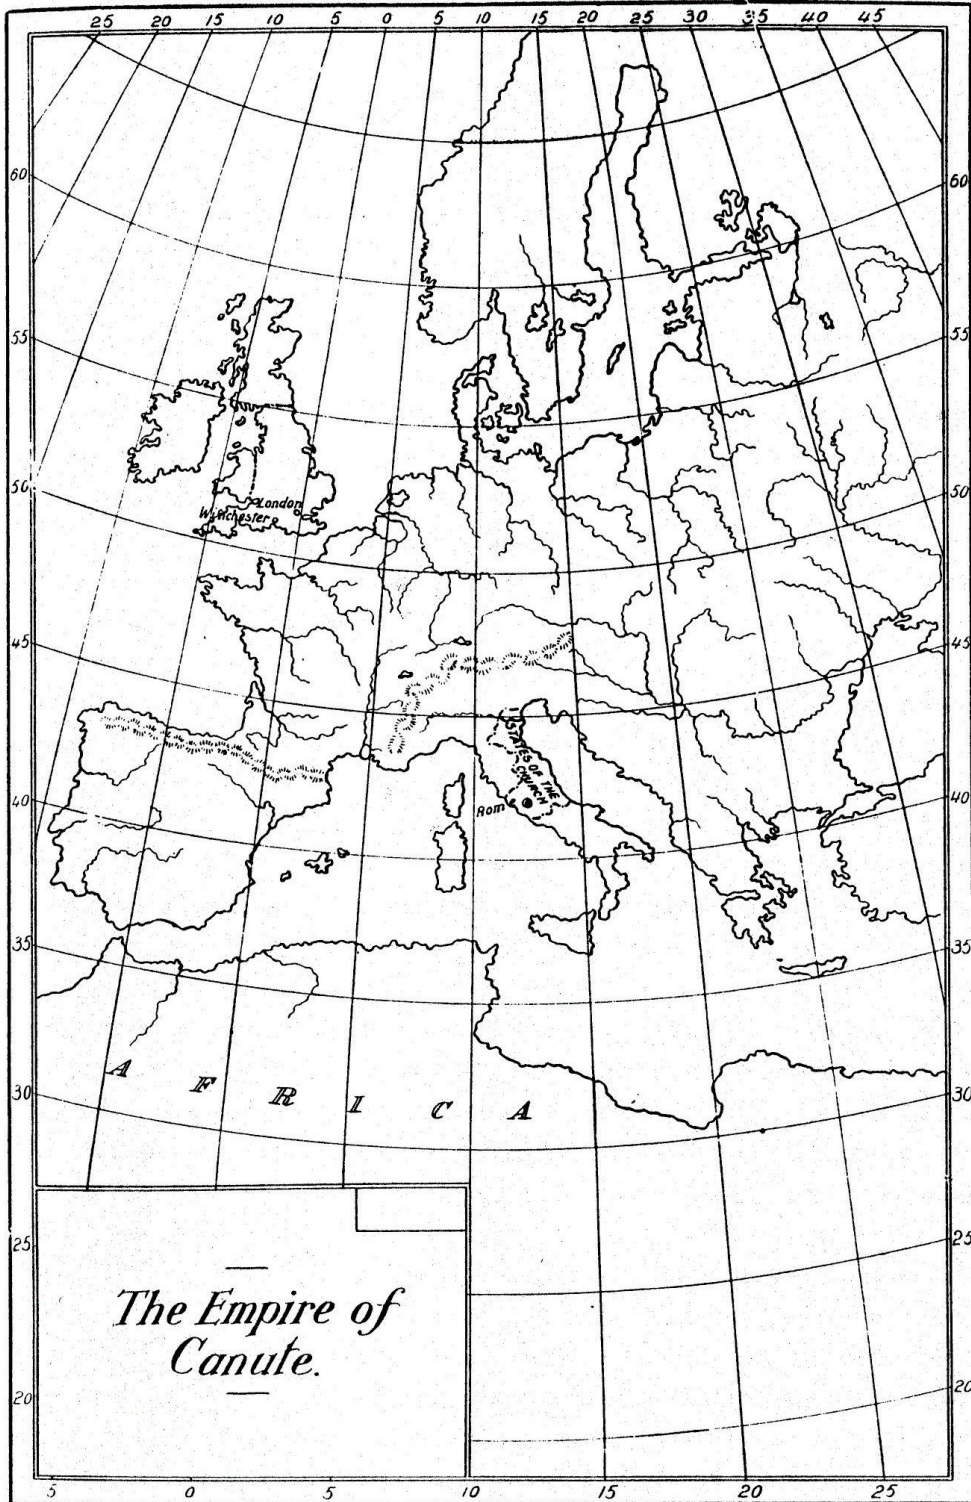 25 20 15 10 5 0 5 10 15 20 25 30 35 40 45
60 60
55 55
50 50
London
Winchester
45 45
STATES OF THE
CHURCH
40 40
Rom
35 35
AFRICA
30 30
25 25
The Empire of
Canute.
20 20
5 0 5 10 15 20 25